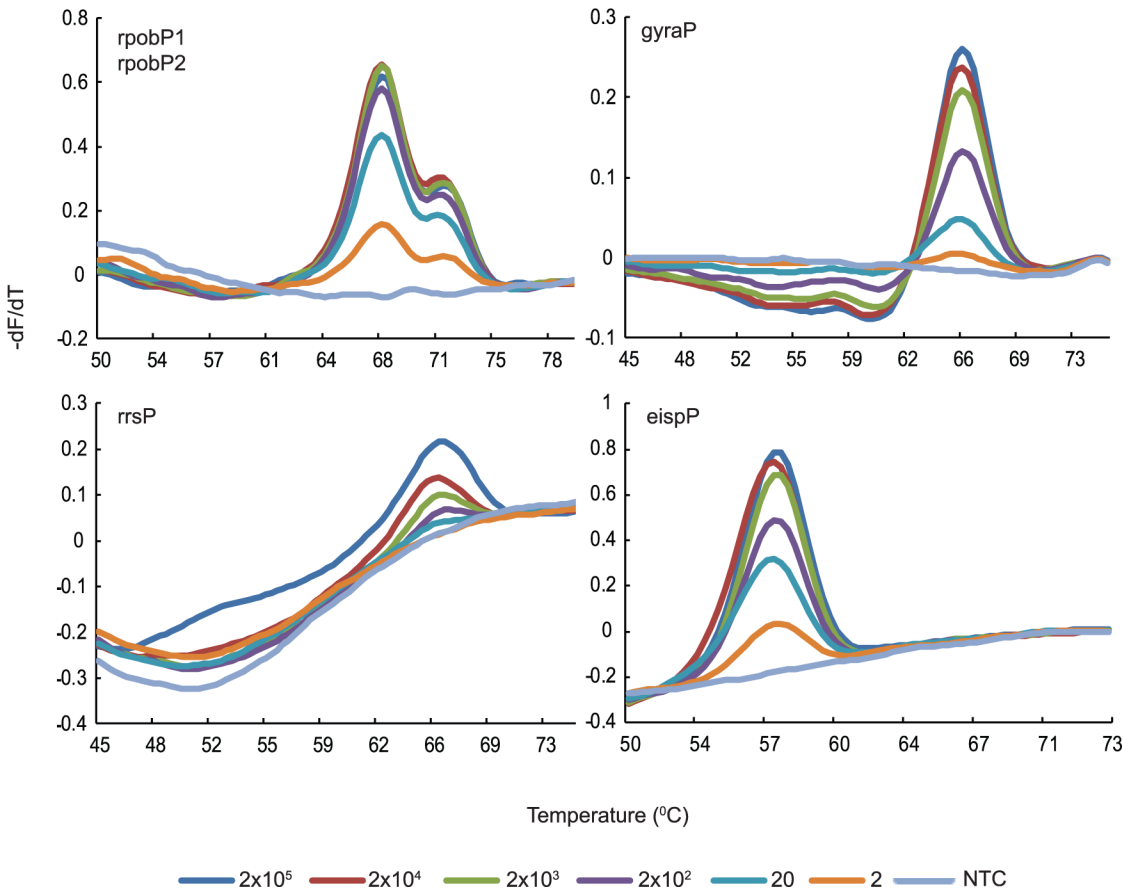 rpobP1
rpobP2
0.8
0.6
0.4
0.2
0
-0.2
50 54 57 61 64 68 71 75 78
gyraP
0.3
0.2
0.1
0
-0.1
45 48 52 55 59 62 66 69 73
-dF/dT
rrsP
0.3
0.2
0.1
0
-0.1
-0.2
-0.3
-0.4
45 48 52 55 59 62 66 69 73
eispP
1
0.8
0.6
0.4
0.2
0
-0.2
-0.4
50 54 57 60 64 67 71 73
Temperature (⁰C)
2x10⁵ 2x10⁴ 2x10³ 2x10² 20 2 NTC